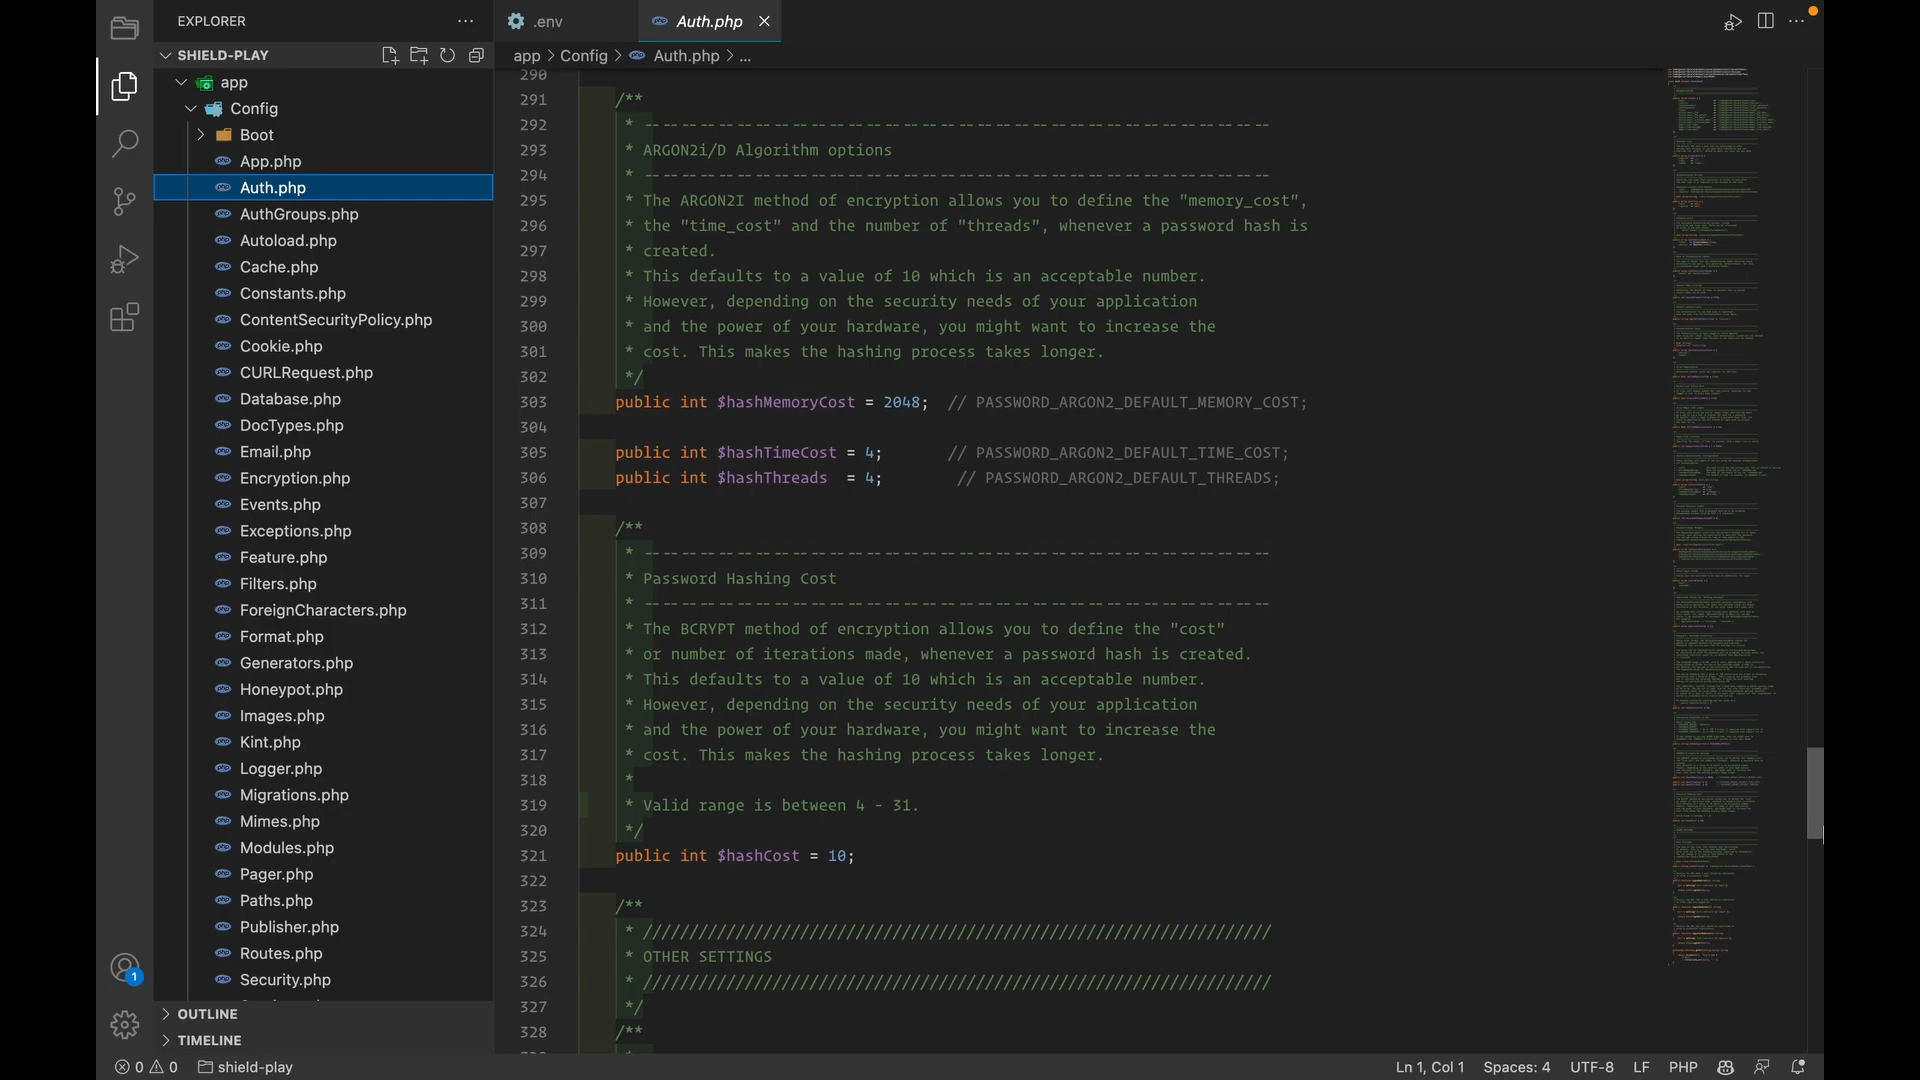 EXPLORER
SHIELD-PLAY
app
Config
Boot
App.php
Auth.php
AuthGroups.php
Autoload.php
Cache.php
Constants.php
ContentSecurityPolicy.php
Cookie.php
CURLRequest.php
Database.php
DocTypes.php
Email.php
Encryption.php
Events.php
Exceptions.php
Feature.php
Filters.php
ForeignCharacters.php
Format.php
Generators.php
Honeypot.php
Images.php
Kint.php
Logger.php
Migrations.php
Mimes.php
Modules.php
Pager.php
Paths.php
Publisher.php
Routes.php
Security.php
OUTLINE
TIMELINE
1
.env
Auth.php
app > Config > Auth.php > ...
290
291 /**
292 * --------------------------------------------------------------------
293 * ARGON2i/D Algorithm options
294 * --------------------------------------------------------------------
295 * The ARGON2I method of encryption allows you to define the "memory_cost",
296 * the "time_cost" and the number of "threads", whenever a password hash is
297 * created.
298 * This defaults to a value of 10 which is an acceptable number.
299 * However, depending on the security needs of your application
300 * and the power of your hardware, you might want to increase the
301 * cost. This makes the hashing process takes longer.
302 */
303 public int $hashMemoryCost = 2048; // PASSWORD_ARGON2_DEFAULT_MEMORY_COST;
304
305 public int $hashTimeCost = 4; // PASSWORD_ARGON2_DEFAULT_TIME_COST;
306 public int $hashThreads = 4; // PASSWORD_ARGON2_DEFAULT_THREADS;
307
308 /**
309 * --------------------------------------------------------------------
310 * Password Hashing Cost
311 * --------------------------------------------------------------------
312 * The BCRYPT method of encryption allows you to define the "cost"
313 * or number of iterations made, whenever a password hash is created.
314 * This defaults to a value of 10 which is an acceptable number.
315 * However, depending on the security needs of your application
316 * and the power of your hardware, you might want to increase the
317 * cost. This makes the hashing process takes longer.
318 *
319 * Valid range is between 4 - 31.
320 */
321 public int $hashCost = 10;
322
323 /**
324 * ////////////////////////////////////////////////////////////////////
325 * OTHER SETTINGS
326 * ////////////////////////////////////////////////////////////////////
327 */
328 /**
0 0 shield-play
Ln 1, Col 1 Spaces: 4 UTF-8 LF PHP